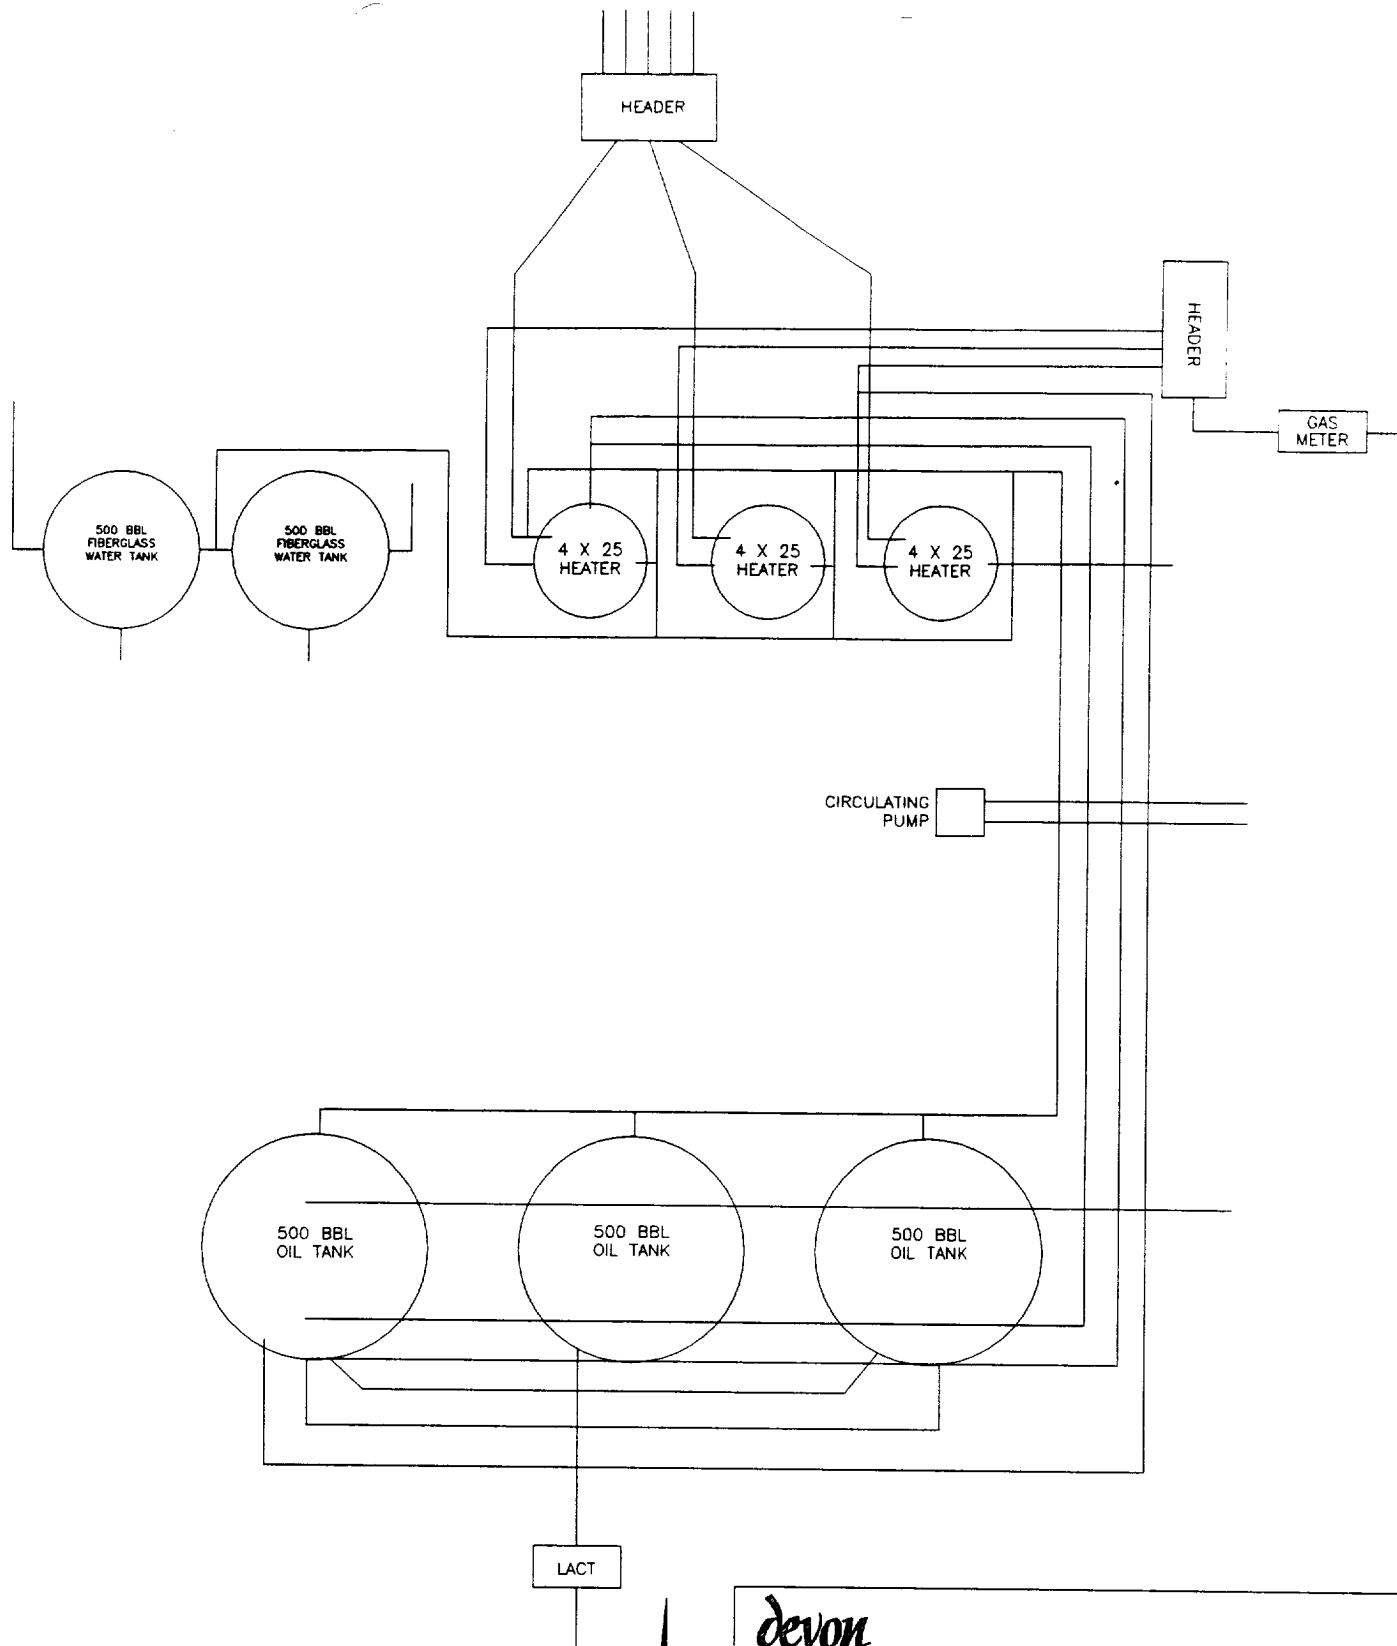 HEADER
HEADER
GAS
METER
500 BBL
FIBERGLASS
WATER TANK
500 BBL
FIBERGLASS
WATER TANK
4 X 25
HEATER
4 X 25
HEATER
4 X 25
HEATER
CIRCULATING
PUMP
500 BBL
OIL TANK
500 BBL
OIL TANK
500 BBL
OIL TANK
LACT
devon